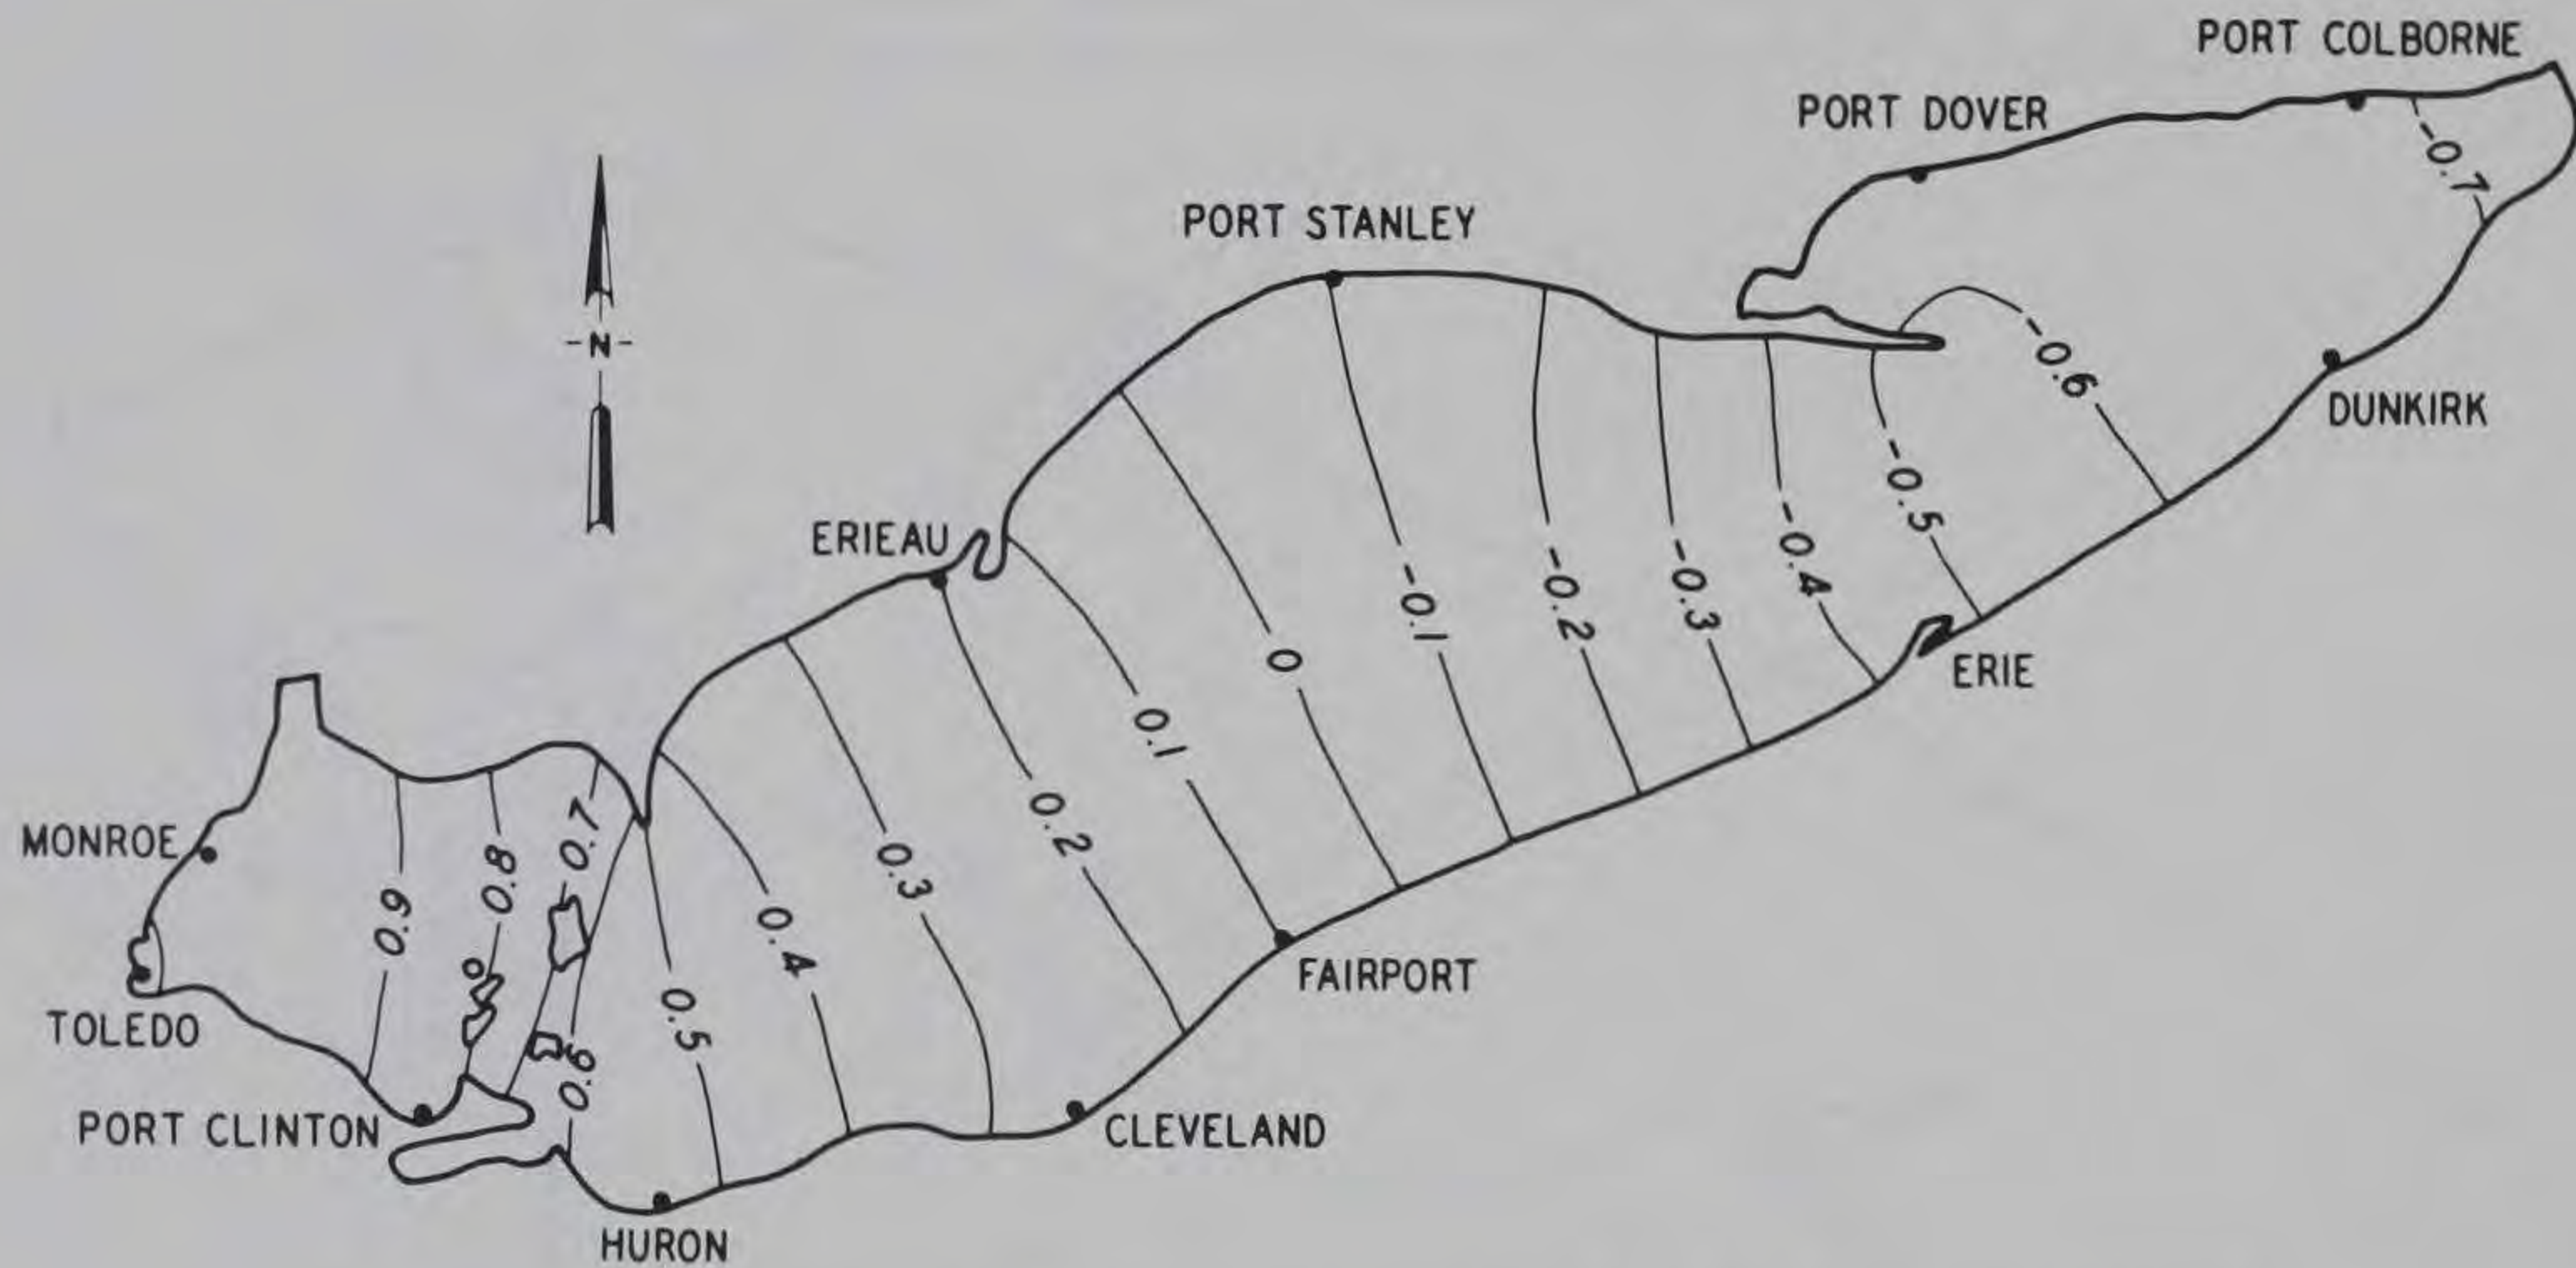 PORT COLBORNE
PORT DOVER
-0.7
PORT STANLEY
-N-
-0.6
DUNKIRK
ERIEAU
-0.5
-0.4
-0.3
-0.2
-0.1
0
ERIE
0.1
0.2
0.3
0.4
0.7
0.8
MONROE
0.9
FAIRPORT
TOLEDO
0.5
0.6
PORT CLINTON
CLEVELAND
HURON